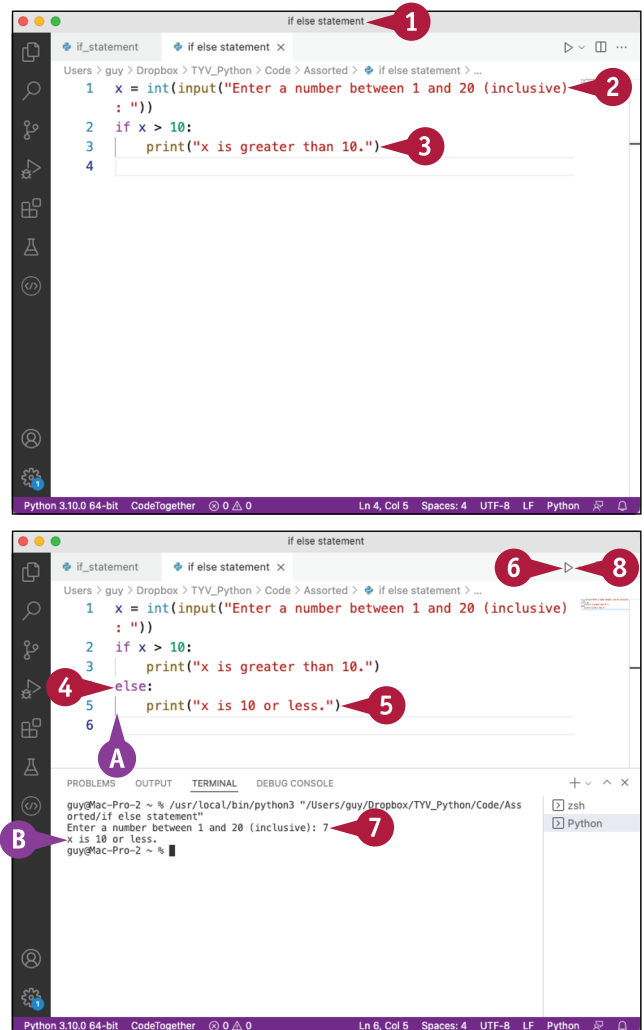 if else statement
1
if_statement
if else statement ×
Users > guy > Dropbox > TYV_Python > Code > Assorted > if else statement > ...
1 x = int(input("Enter a number between 1 and 20 (inclusive)
2
: "))
2 if x > 10:
3 print("x is greater than 10.")
3
4
1
Python 3.10.0 64-bit CodeTogether 0 0 Ln 4, Col 5 Spaces: 4 UTF-8 LF Python
if else statement
if_statement
if else statement ×
6
8
Users > guy > Dropbox > TYV_Python > Code > Assorted > if else statement > ...
1 x = int(input("Enter a number between 1 and 20 (inclusive)
: "))
2 if x > 10:
3 print("x is greater than 10.")
4 else:
5 print("x is 10 or less.")
5
6
A
PROBLEMS OUTPUT TERMINAL DEBUG CONSOLE
guy@Mac-Pro-2 ~ % /usr/local/bin/python3 "/Users/guy/Dropbox/TYV_Python/Code/Ass
orted/if else statement"
Enter a number between 1 and 20 (inclusive): 7
7
B
x is 10 or less.
guy@Mac-Pro-2 ~ %
zsh
Python
1
Python 3.10.0 64-bit CodeTogether 0 0 Ln 6, Col 5 Spaces: 4 UTF-8 LF Python